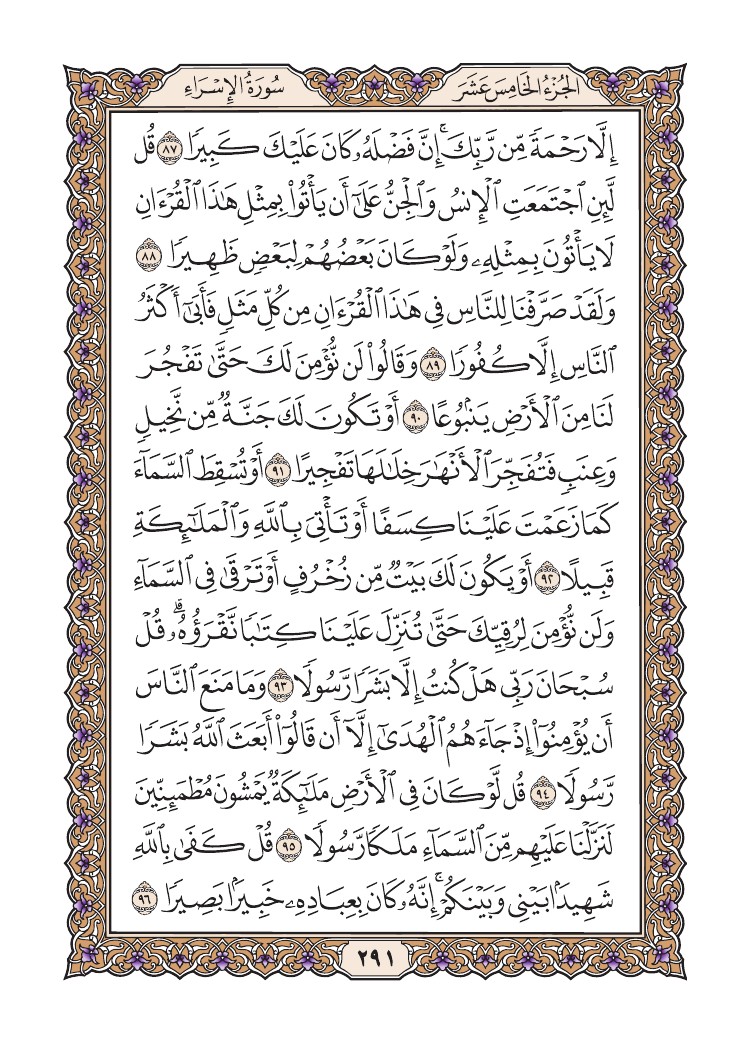 سُورَةُ الإِسْرَاءِ
الجُزْءُ الخَامِسَ عَشَرَ
إِلَّا رَحْمَةً مِّن رَّبِّكَۚ إِنَّ فَضْلَهُۥ كَانَ عَلَيْكَ كَبِيرًا ٨٧ قُل
لَّئِنِ ٱجْتَمَعَتِ ٱلْإِنسُ وَٱلْجِنُّ عَلَىٰٓ أَن يَأْتُوا۟ بِمِثْلِ هَٰذَا ٱلْقُرْءَانِ
لَا يَأْتُونَ بِمِثْلِهِۦ وَلَوْ كَانَ بَعْضُهُمْ لِبَعْضٍ ظَهِيرًا ٨٨
وَلَقَدْ صَرَّفْنَا لِلنَّاسِ فِى هَٰذَا ٱلْقُرْءَانِ مِن كُلِّ مَثَلٍ فَأَبَىٰٓ أَكْثَرُ
ٱلنَّاسِ إِلَّا كُفُورًا ٨٩ وَقَالُوا۟ لَن نُّؤْمِنَ لَكَ حَتَّىٰ تَفْجُرَ
لَنَا مِنَ ٱلْأَرْضِ يَنۢبُوعًا ٩٠ أَوْ تَكُونَ لَكَ جَنَّةٌ مِّن نَّخِيلٍ
وَعِنَبٍ فَتُفَجِّرَ ٱلْأَنْهَٰرَ خِلَٰلَهَا تَفْجِيرًا ٩١ أَوْ تُسْقِطَ ٱلسَّمَآءَ
كَمَا زَعَمْتَ عَلَيْنَا كِسَفًا أَوْ تَأْتِىَ بِٱللَّهِ وَٱلْمَلَٰٓئِكَةِ
قَبِيلًا ٩٢ أَوْ يَكُونَ لَكَ بَيْتٌ مِّن زُخْرُفٍ أَوْ تَرْقَىٰ فِى ٱلسَّمَآءِ
وَلَن نُّؤْمِنَ لِرُقِيِّكَ حَتَّىٰ تُنَزِّلَ عَلَيْنَا كِتَٰبًا نَّقْرَؤُهُۥۗ قُلْ
سُبْحَانَ رَبِّى هَلْ كُنتُ إِلَّا بَشَرًا رَّسُولًا ٩٣ وَمَا مَنَعَ ٱلنَّاسَ
أَن يُؤْمِنُوٓا۟ إِذْ جَآءَهُمُ ٱلْهُدَىٰٓ إِلَّآ أَن قَالُوٓا۟ أَبَعَثَ ٱللَّهُ بَشَرًا
رَّسُولًا ٩٤ قُل لَّوْ كَانَ فِى ٱلْأَرْضِ مَلَٰٓئِكَةٌ يَمْشُونَ مُطْمَئِنِّينَ
لَنَزَّلْنَا عَلَيْهِم مِّنَ ٱلسَّمَآءِ مَلَكًا رَّسُولًا ٩٥ قُلْ كَفَىٰ بِٱللَّهِ
شَهِيدًۢا بَيْنِى وَبَيْنَكُمْۚ إِنَّهُۥ كَانَ بِعِبَادِهِۦ خَبِيرًۢا بَصِيرًا ٩٦
٢٩١